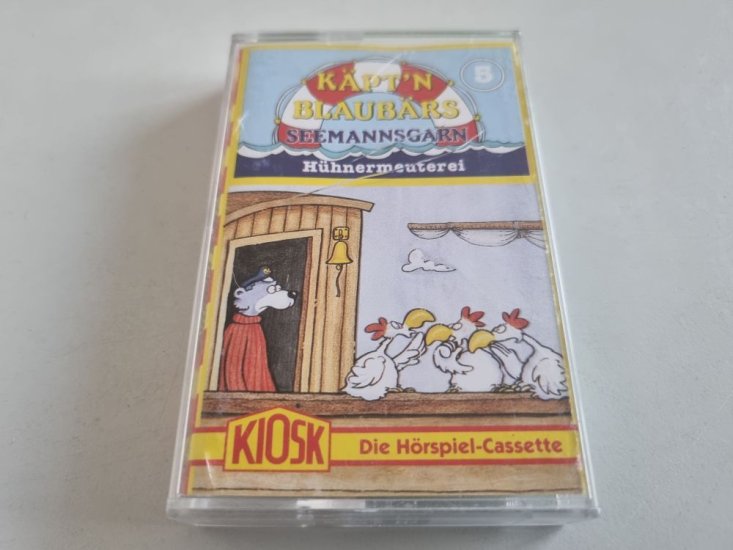 KÄPT'N
BLAUBÄRS
SEEMANNSGARN
5
Hühnermeuterei
KIOSK
Die Hörspiel-Cassette